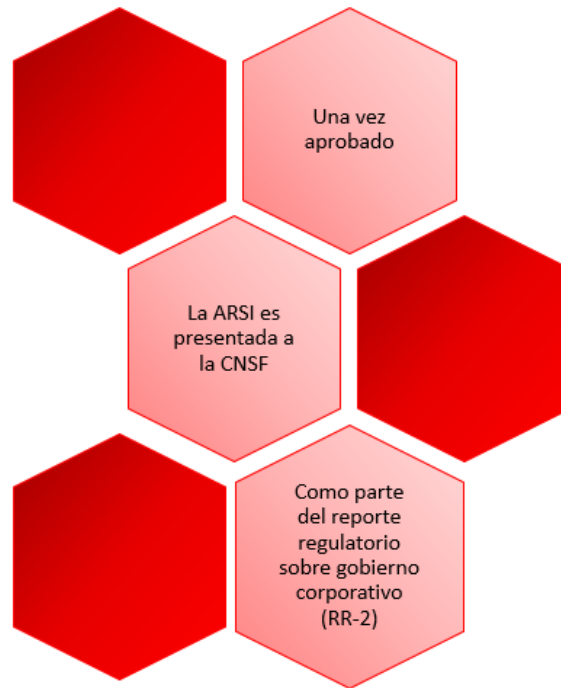 Una vez
aprobado
La ARSI es
presentada a
la CNSF
Como parte
del reporte
regulatorio
sobre gobierno
corporativo
(RR-2)